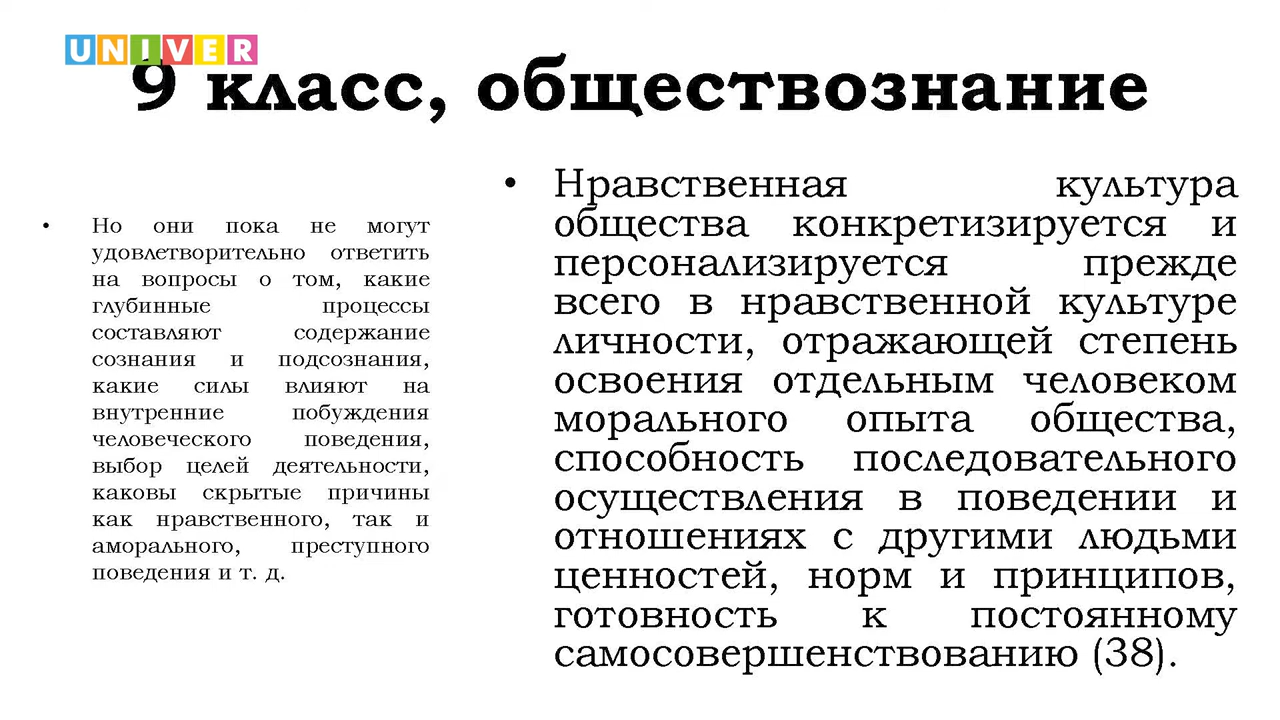 UNIVER
9 класс, обществознание
• Но они пока не могут
удовлетворительно ответить
на вопросы о том, какие
глубинные процессы
составляют содержание
сознания и подсознания,
какие силы влияют на
внутренние побуждения
человеческого поведения,
выбор целей деятельности,
каковы скрытые причины
как нравственного, так и
аморального, преступного
поведения и т. д.
• Нравственная культура
общества конкретизируется и
персонализируется прежде
всего в нравственной культуре
личности, отражающей степень
освоения отдельным человеком
морального опыта общества,
способность последовательного
осуществления в поведении и
отношениях с другими людьми
ценностей, норм и принципов,
готовность к постоянному
самосовершенствованию (38).